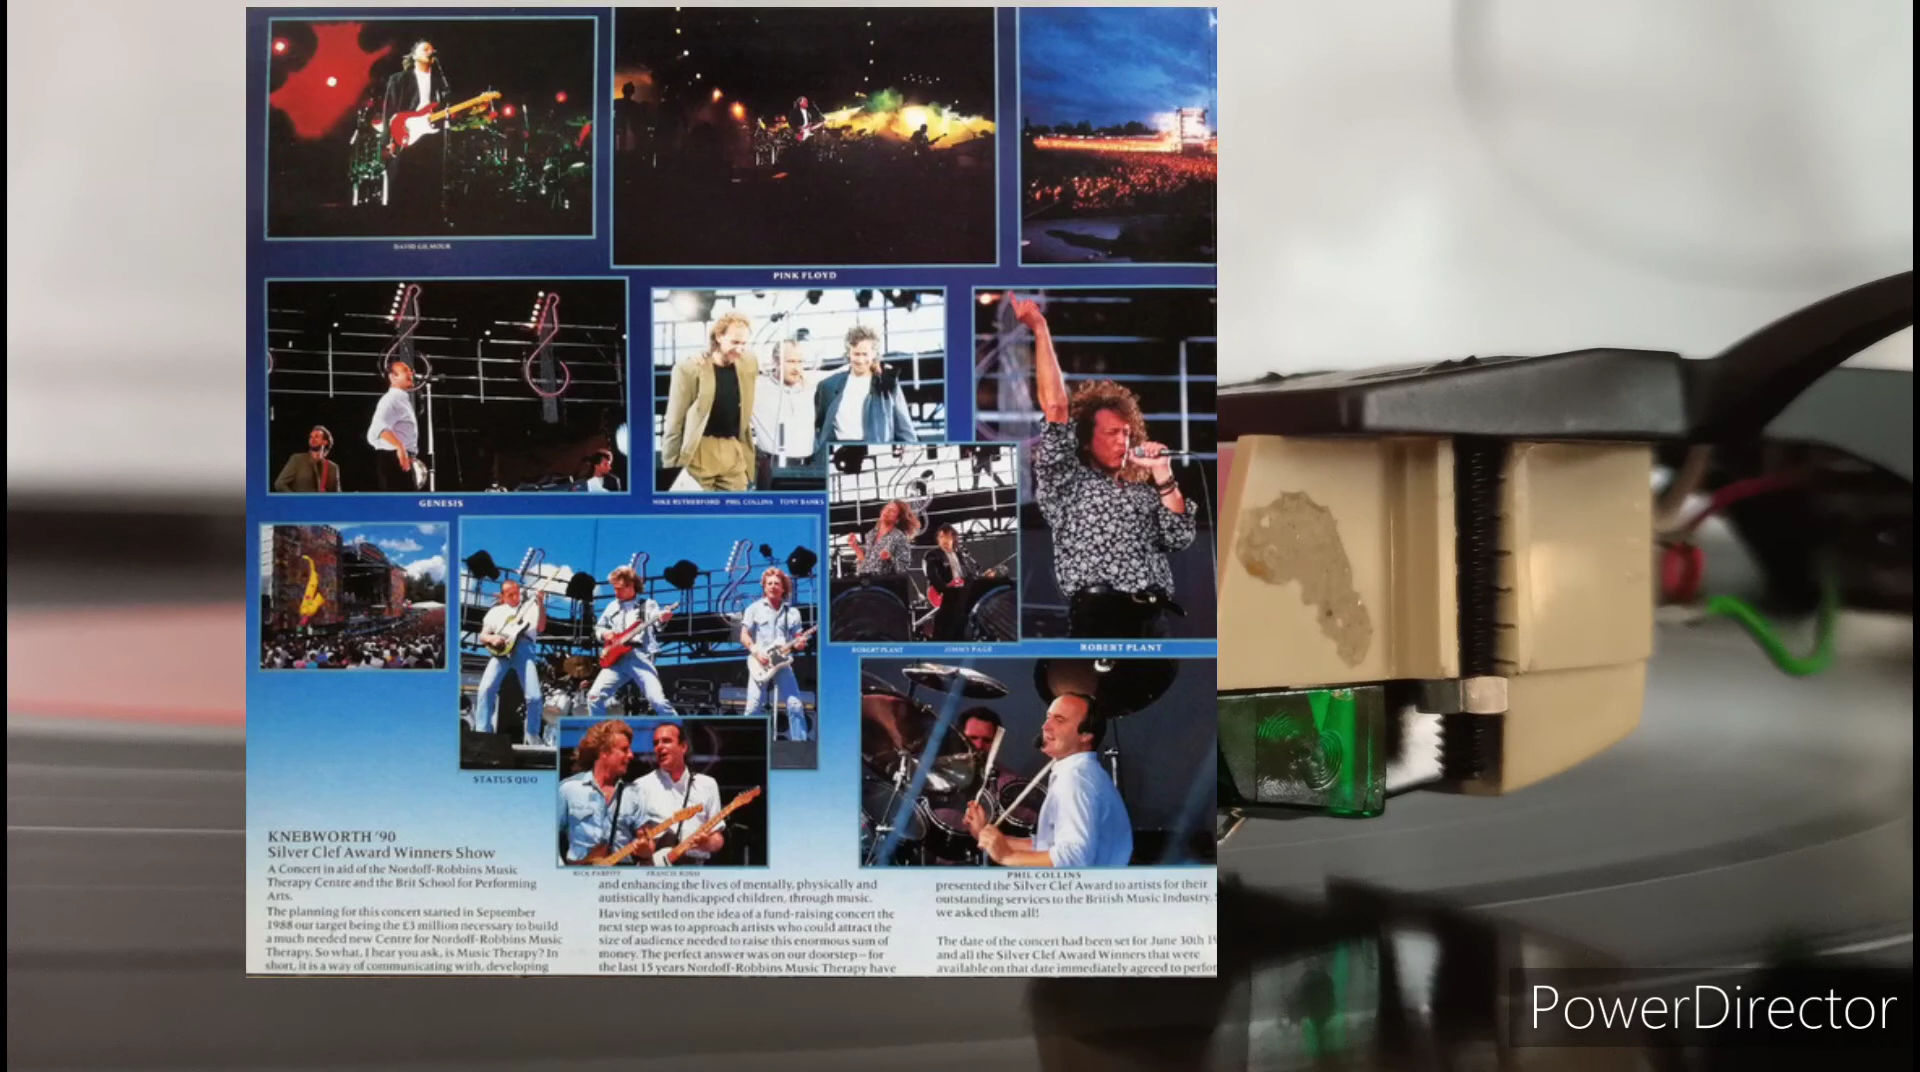 DAVID GILMOUR
PINK FLOYD
GENESIS
MIKE RUTHERFORD PHIL COLLINS TONY BANKS
ROBERT PLANT JIMMY PAGE
ROBERT PLANT
STATUS QUO
RICK PARFITT FRANCIS ROSSI
PHIL COLLINS
KNEBWORTH '90
Silver Clef Award Winners Show
A Concert in aid of the Nordoff-Robbins Music
Therapy Centre and the Brit School for Performing
Arts.
The planning for this concert started in September
1988 our target being the £3 million necessary to build
a much needed new Centre for Nordoff-Robbins Music
Therapy. So what, I hear you ask, is Music Therapy? In
short, it is a way of communicating with, developing
and enhancing the lives of mentally, physically and
autistically handicapped children, through music.
Having settled on the idea of a fund-raising concert the
next step was to approach artists who could attract the
size of audience needed to raise this enormous sum of
money. The perfect answer was on our doorstep – for
the last 15 years Nordoff-Robbins Music Therapy have
presented the Silver Clef Award to artists for their
outstanding services to the British Music Industry.
we asked them all!
The date of the concert had been set for June 30th
and all the Silver Clef Award Winners that were
available on that date immediately agreed to
PowerDirector